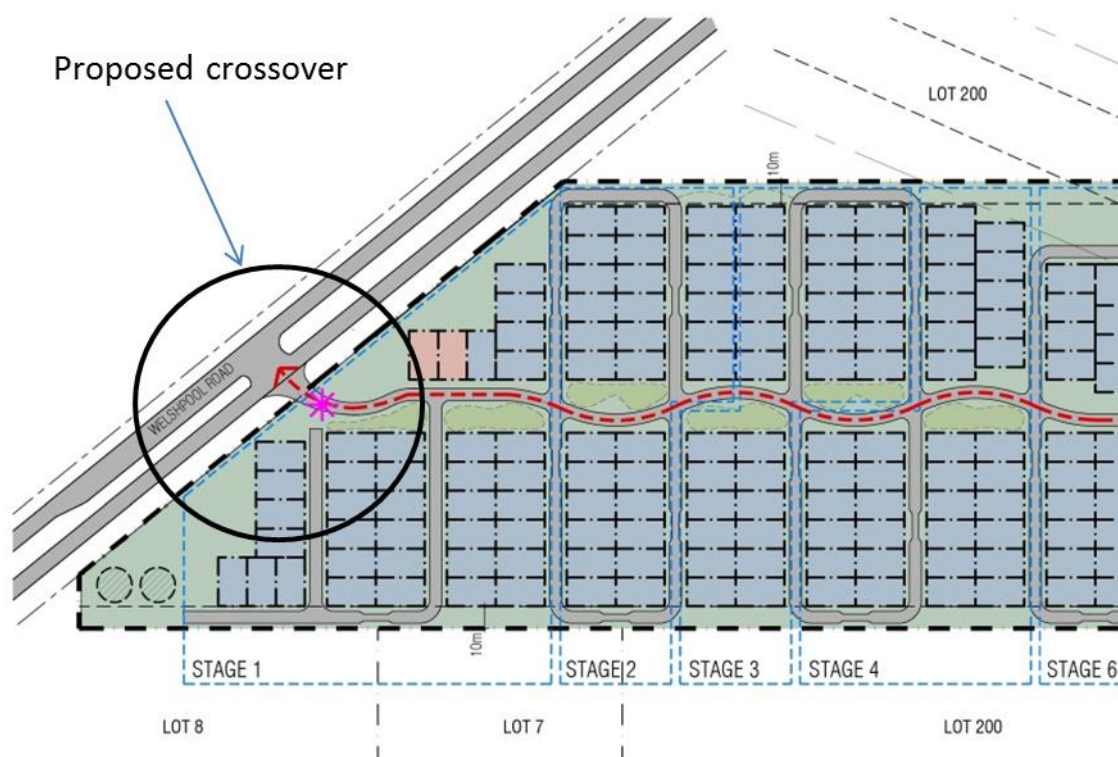 Proposed crossover
LOT 200
10m
WELSHPOOL ROAD
10m
STAGE 1
STAGE 2
STAGE 3
STAGE 4
STAGE 6
LOT 8
LOT 7
LOT 200